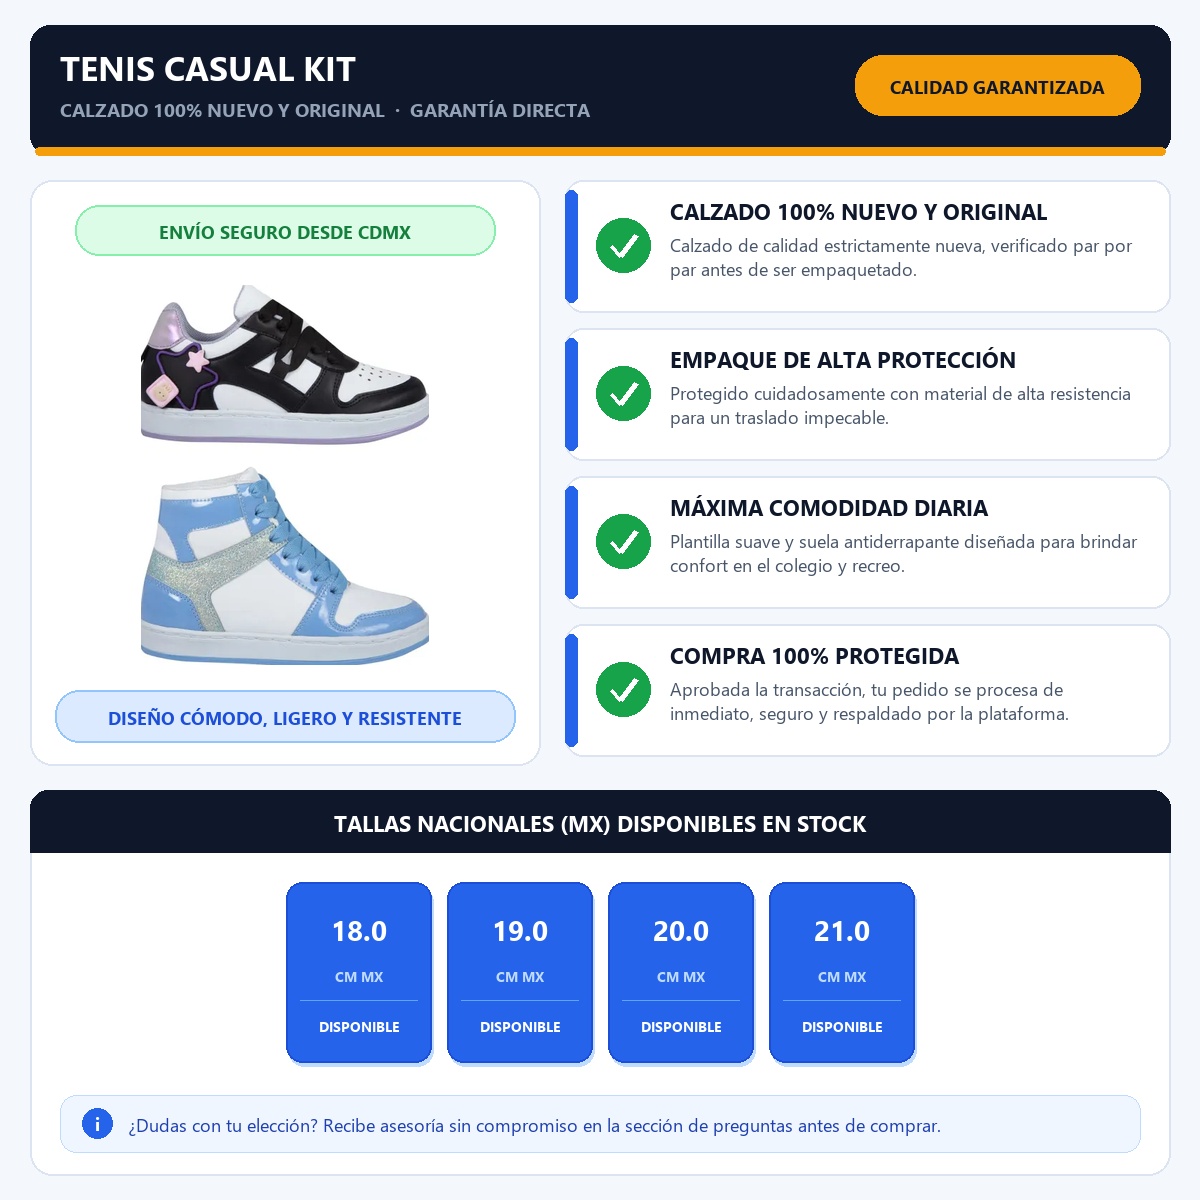 TENIS CASUAL KIT
CALZADO 100% NUEVO Y ORIGINAL · GARANTÍA DIRECTA
CALIDAD GARANTIZADA
ENVÍO SEGURO DESDE CDMX
DISEÑO CÓMODO, LIGERO Y RESISTENTE
CALZADO 100% NUEVO Y ORIGINAL
Calzado de calidad estrictamente nueva, verificado par por
par antes de ser empaquetado.
EMPAQUE DE ALTA PROTECCIÓN
Protegido cuidadosamente con material de alta resistencia
para un traslado impecable.
MÁXIMA COMODIDAD DIARIA
Plantilla suave y suela antiderrapante diseñada para brindar
confort en el colegio y recreo.
COMPRA 100% PROTEGIDA
Aprobada la transacción, tu pedido se procesa de
inmediato, seguro y respaldado por la plataforma.
TALLAS NACIONALES (MX) DISPONIBLES EN STOCK
18.0
CM MX
DISPONIBLE
19.0
CM MX
DISPONIBLE
20.0
CM MX
DISPONIBLE
21.0
CM MX
DISPONIBLE
¿Dudas con tu elección? Recibe asesoría sin compromiso en la sección de preguntas antes de comprar.